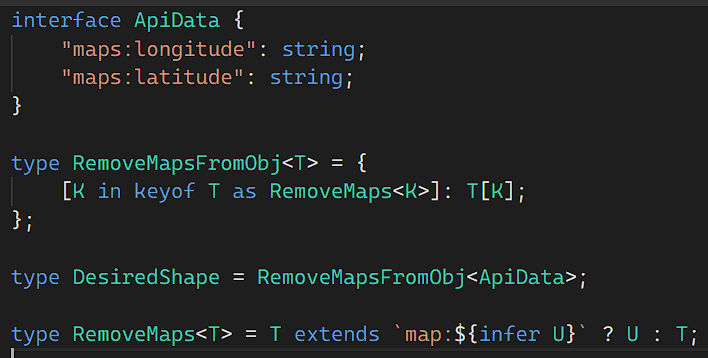 interface ApiData {
    "maps:longitude": string;
    "maps:latitude": string;
}

type RemoveMapsFromObj<T> = {
    [K in keyof T as RemoveMaps<K>]: T[K];
};

type DesiredShape = RemoveMapsFromObj<ApiData>;

type RemoveMaps<T> = T extends `map:${infer U}` ? U : T;